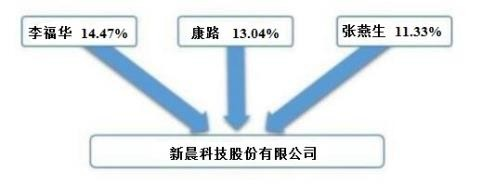 李福华 14.47%
康路 13.04%
张燕生 11.33%
新晨科技股份有限公司